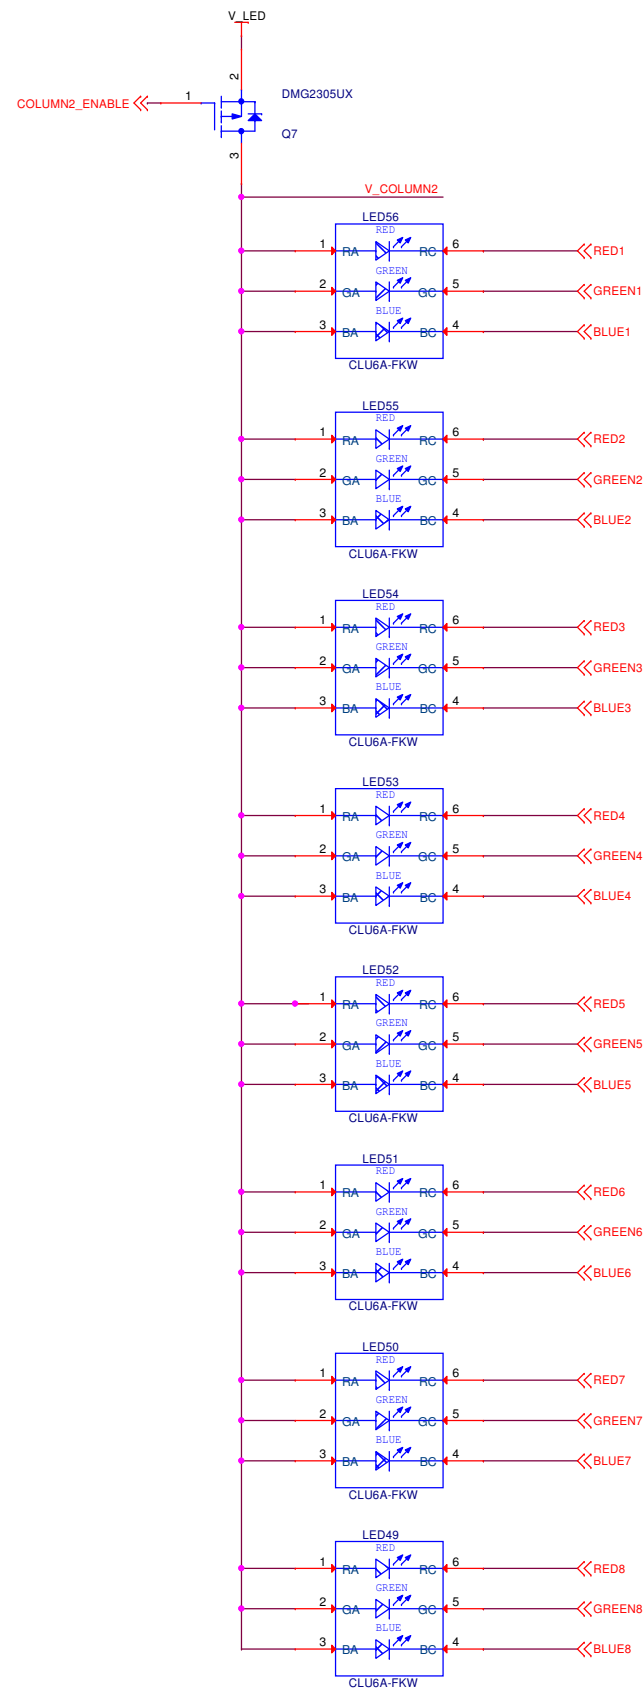 V_LED
2
DMG2305UX
COLUMN2_ENABLE
1
Q7
3
V_COLUMN2
LED56
RED
1 RA RC 6 RED1
GREEN
2 GA GC 5 GREEN1
BLUE
3 BA BC 4 BLUE1
CLU6A-FKW
LED55
RED
1 RA RC 6 RED2
GREEN
2 GA GC 5 GREEN2
BLUE
3 BA BC 4 BLUE2
CLU6A-FKW
LED54
RED
1 RA RC 6 RED3
GREEN
2 GA GC 5 GREEN3
BLUE
3 BA BC 4 BLUE3
CLU6A-FKW
LED53
RED
1 RA RC 6 RED4
GREEN
2 GA GC 5 GREEN4
BLUE
3 BA BC 4 BLUE4
CLU6A-FKW
LED52
RED
1 RA RC 6 RED5
GREEN
2 GA GC 5 GREEN5
BLUE
3 BA BC 4 BLUE5
CLU6A-FKW
LED51
RED
1 RA RC 6 RED6
GREEN
2 GA GC 5 GREEN6
BLUE
3 BA BC 4 BLUE6
CLU6A-FKW
LED50
RED
1 RA RC 6 RED7
GREEN
2 GA GC 5 GREEN7
BLUE
3 BA BC 4 BLUE7
CLU6A-FKW
LED49
RED
1 RA RC 6 RED8
GREEN
2 GA GC 5 GREEN8
BLUE
3 BA BC 4 BLUE8
CLU6A-FKW